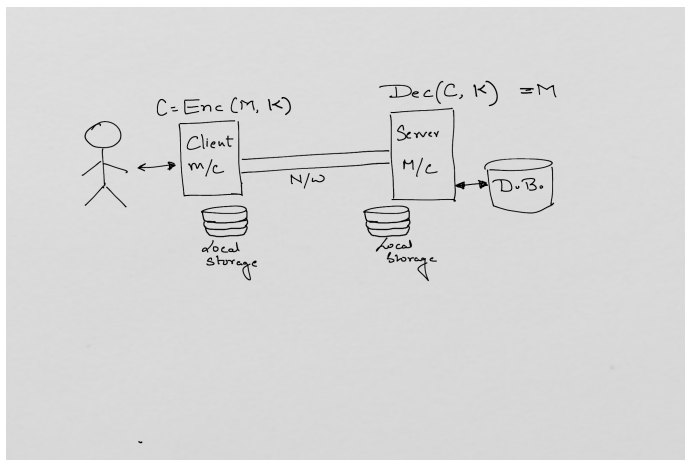 C = Enc (M, K)
Dec(C, K) = M
Client
m/c
N/W
Server
M/C
D.B.
Local
Storage
Local
Storage